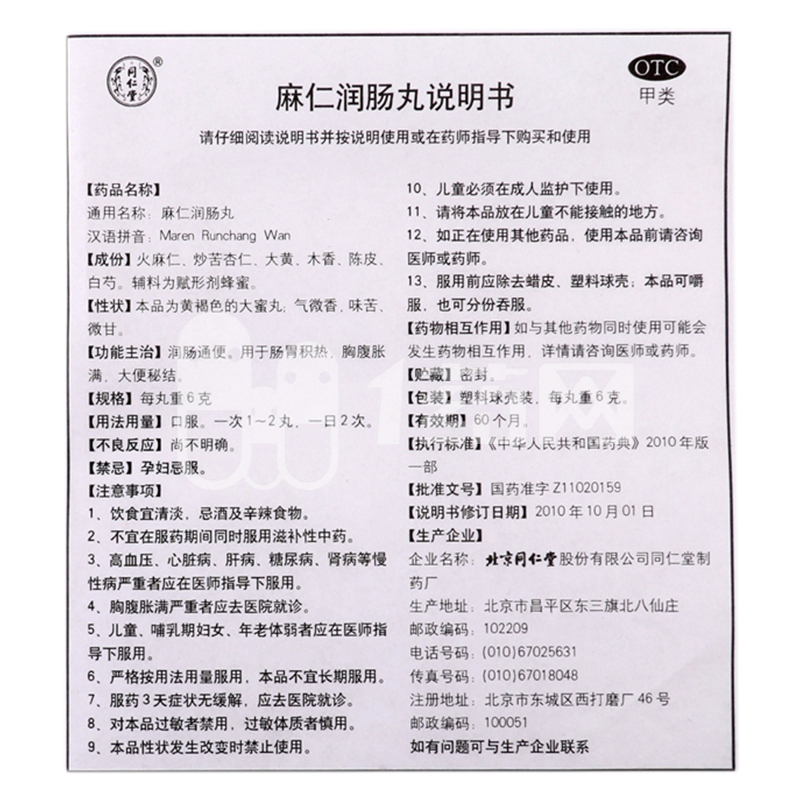 同仁堂
®
OTC
甲类
麻仁润肠丸说明书
请仔细阅读说明书并按说明使用或在药师指导下购买和使用
【药品名称】
通用名称：麻仁润肠丸
汉语拼音：Maren Runchang Wan
【成份】火麻仁、炒苦杏仁、大黄、木香、陈皮、
白芍。辅料为赋形剂蜂蜜。
【性状】本品为黄褐色的大蜜丸；气微香，味苦、
微甘。
【功能主治】润肠通便。用于肠胃积热，胸腹胀
满，大便秘结。
【规格】每丸重6克
【用法用量】口服。一次1~2丸，一日2次。
【不良反应】尚不明确。
【禁忌】孕妇忌服。
【注意事项】
1、饮食宜清淡，忌酒及辛辣食物。
2、不宜在服药期间同时服用滋补性中药。
3、高血压、心脏病、肝病、糖尿病、肾病等慢
性病严重者应在医师指导下服用。
4、胸腹胀满严重者应去医院就诊。
5、儿童、哺乳期妇女、年老体弱者应在医师指
导下服用。
6、严格按用法用量服用，本品不宜长期服用。
7、服药3天症状无缓解，应去医院就诊。
8、对本品过敏者禁用，过敏体质者慎用。
9、本品性状发生改变时禁止使用。
10、儿童必须在成人监护下使用。
11、请将本品放在儿童不能接触的地方。
12、如正在使用其他药品，使用本品前请咨询
医师或药师。
13、服用前应除去蜡皮、塑料球壳；本品可嚼
服，也可分份吞服。
【药物相互作用】如与其他药物同时使用可能会
发生药物相互作用，详情请咨询医师或药师。
【贮藏】密封。
【包装】塑料球壳装，每丸重6克。
【有效期】60个月。
【执行标准】《中华人民共和国药典》2010年版
一部
【批准文号】国药准字Z11020159
【说明书修订日期】2010年10月01日
【生产企业】
企业名称：北京同仁堂股份有限公司同仁堂制
药厂
生产地址：北京市昌平区东三旗北八仙庄
邮政编码：102209
电话号码：(010)67025631
传真号码：(010)67018048
注册地址：北京市东城区西打磨厂46号
邮政编码：100051
如有问题可与生产企业联系